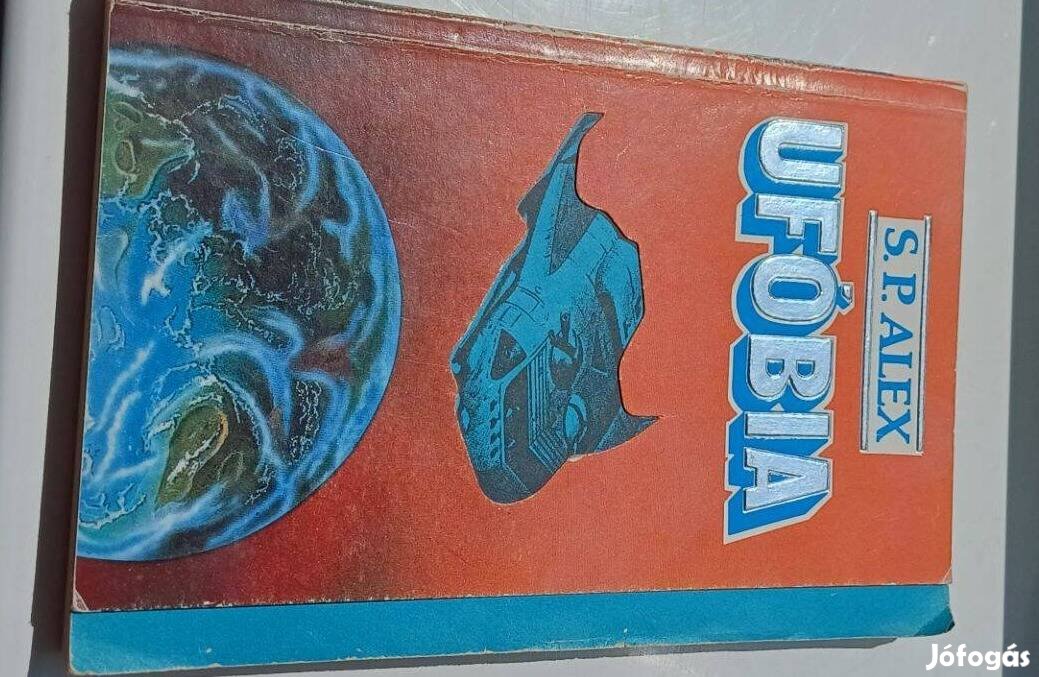 S. P. ALEX
UFÓBIA
Jófogás